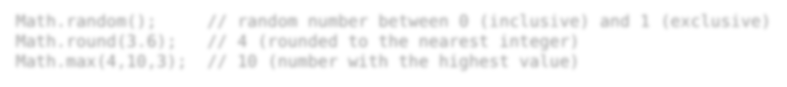 Math.random();     // random number between 0 (inclusive) and 1 (exclusive)
Math.round(3.6);   // 4 (rounded to the nearest integer)
Math.max(4,10,3);  // 10 (number with the highest value)